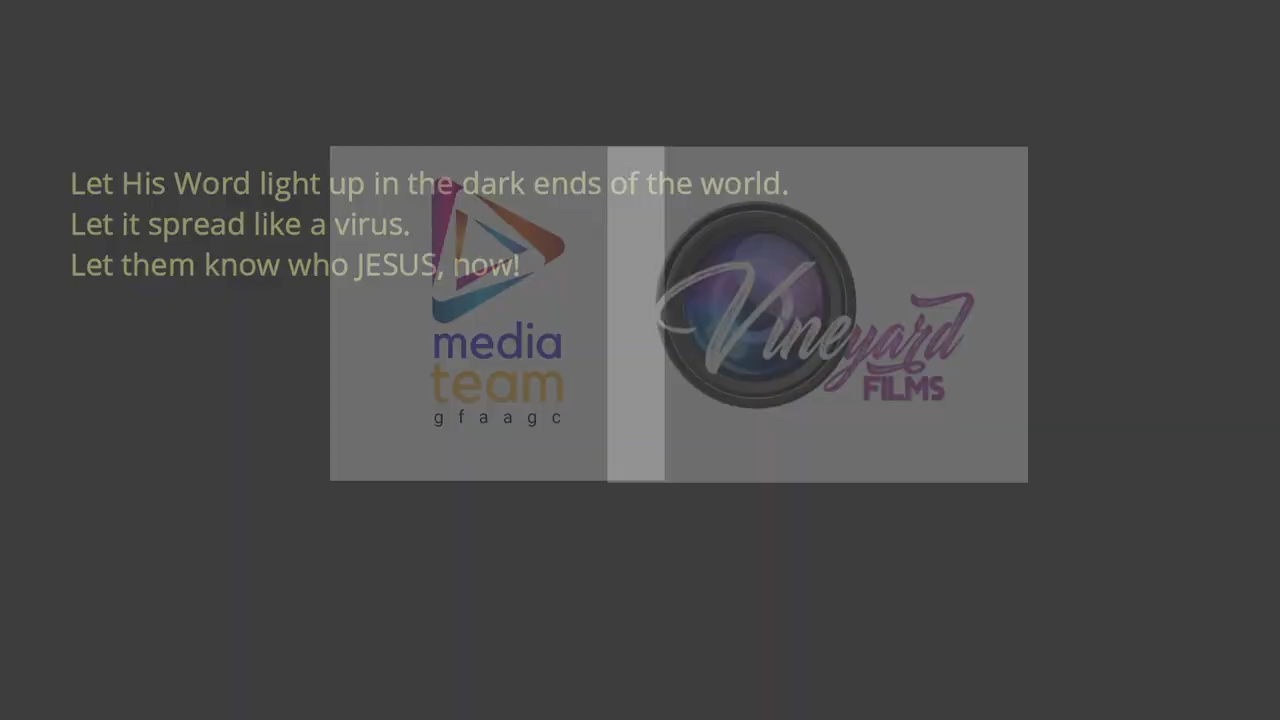 Let His Word light up in the dark ends of the world.
Let it spread like a virus.
Let them know who JESUS, now!
media
team
gfaagc
Vineyard
FILMS